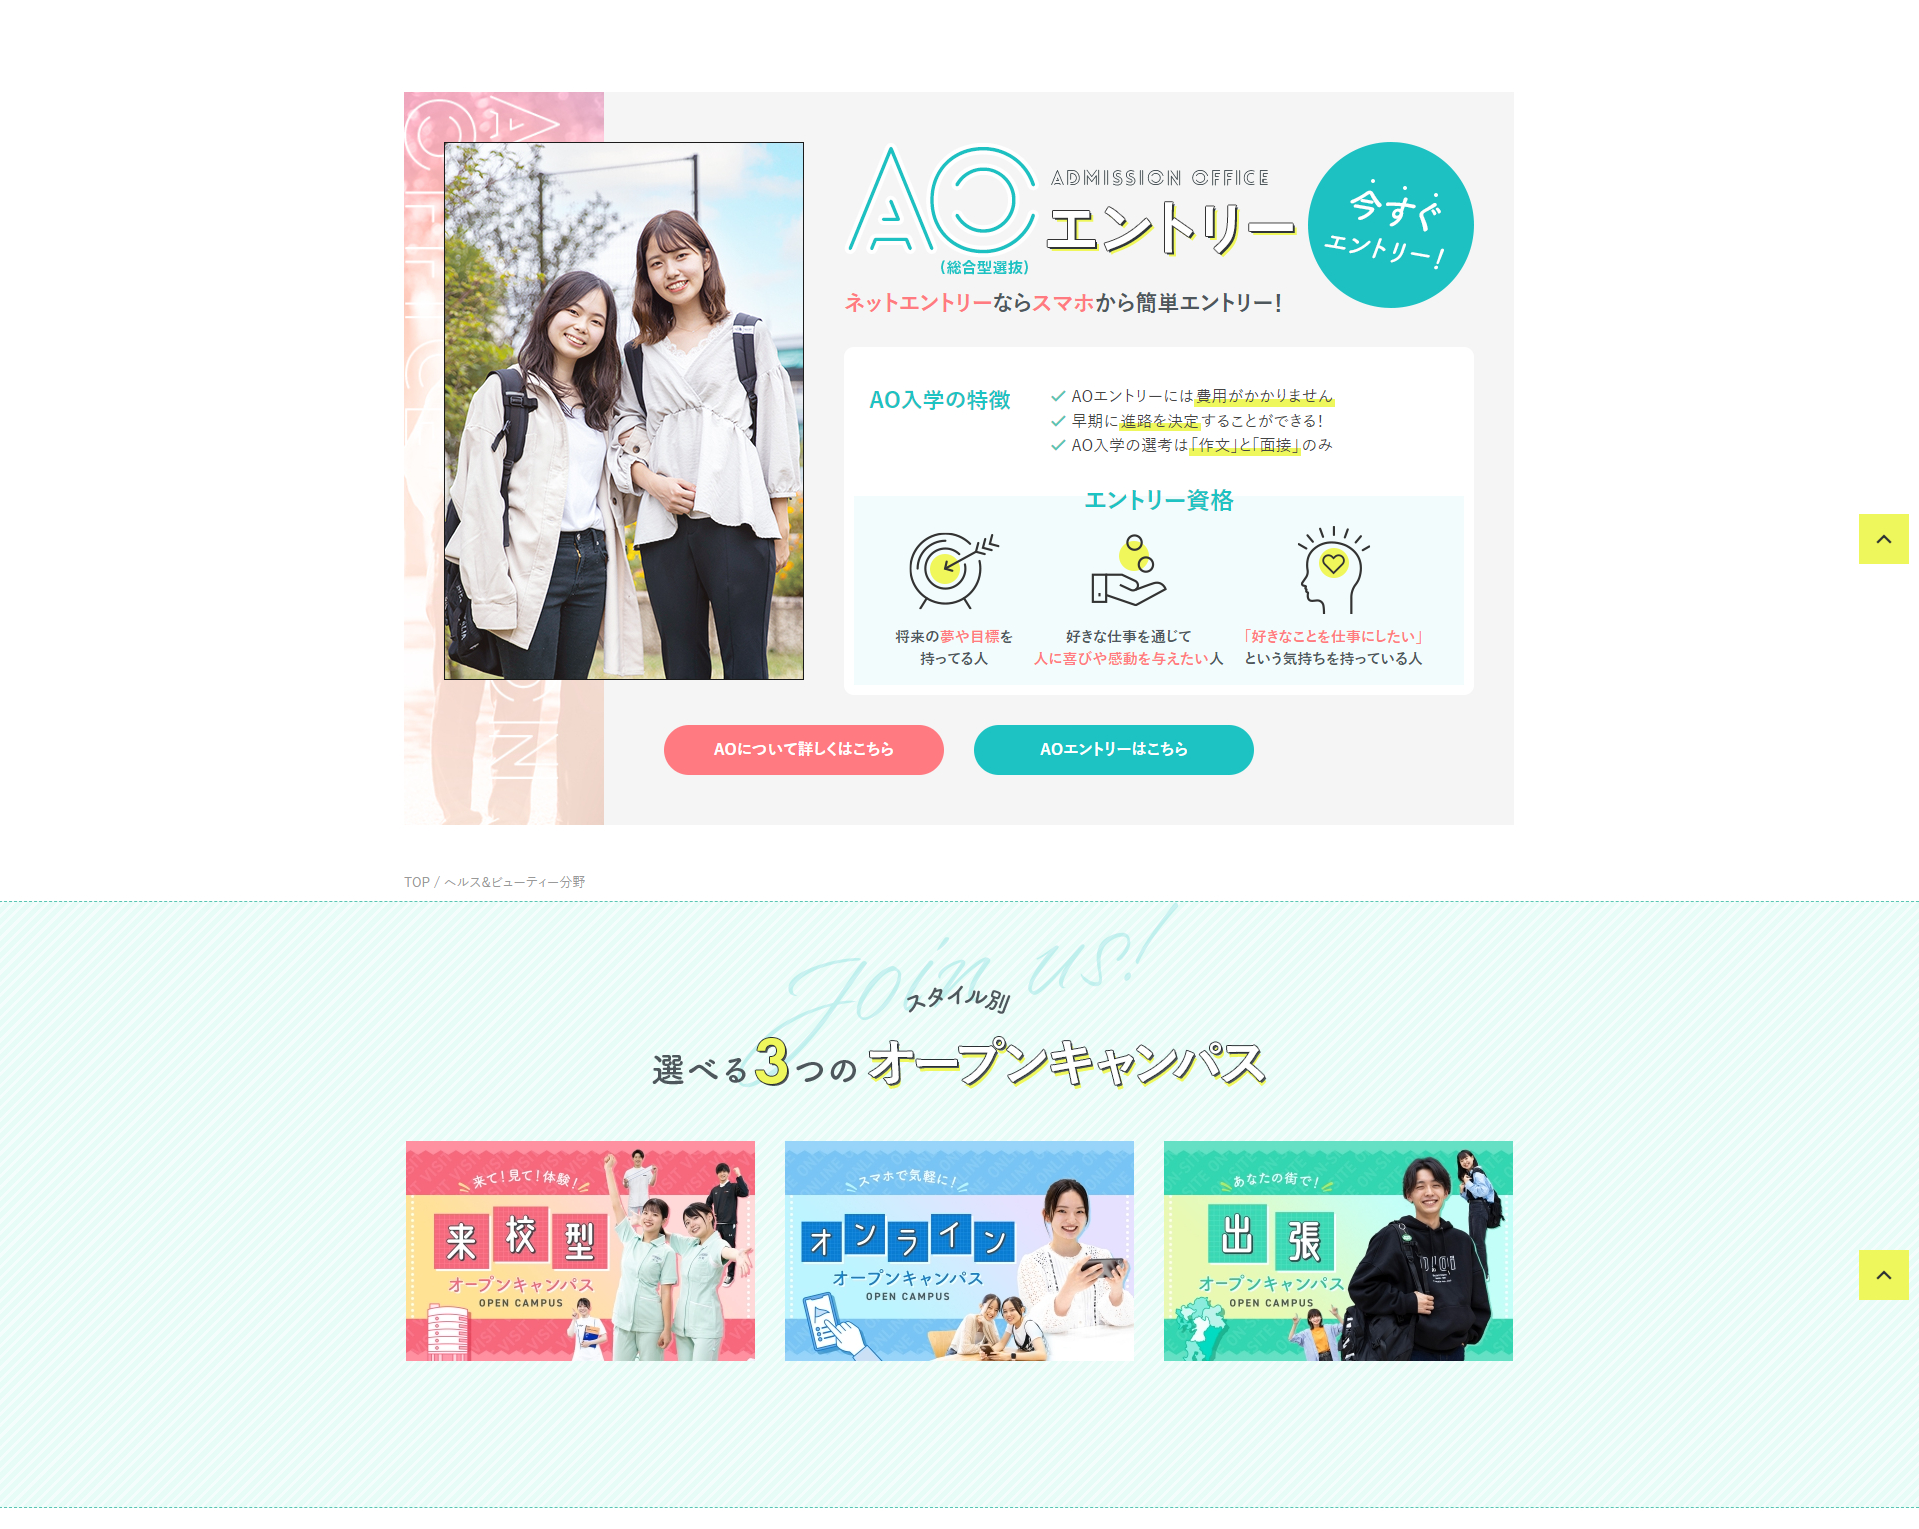 AO
ADMISSION OFFICE
エントリー
(総合型選抜)
今すぐ
エントリー！
ネットエントリーならスマホから簡単エントリー！
AO入学の特徴
AOエントリーには費用がかかりません
早期に進路を決定することができる！
AO入学の選考は「作文」と「面接」のみ
エントリー資格
将来の夢や目標を
持ってる人
好きな仕事を通じて
人に喜びや感動を与えたい人
「好きなことを仕事にしたい」
という気持ちを持っている人
AOについて詳しくはこちら
AOエントリーはこちら
TOP / ヘルス&ビューティー分野
Join us!
スタイル別
選べる3つのオープンキャンパス
来て！見て！体験！
来校型
オープンキャンパス
OPEN CAMPUS
スマホで気軽に！
オンライン
オープンキャンパス
OPEN CAMPUS
あなたの街で！
出張
オープンキャンパス
OPEN CAMPUS